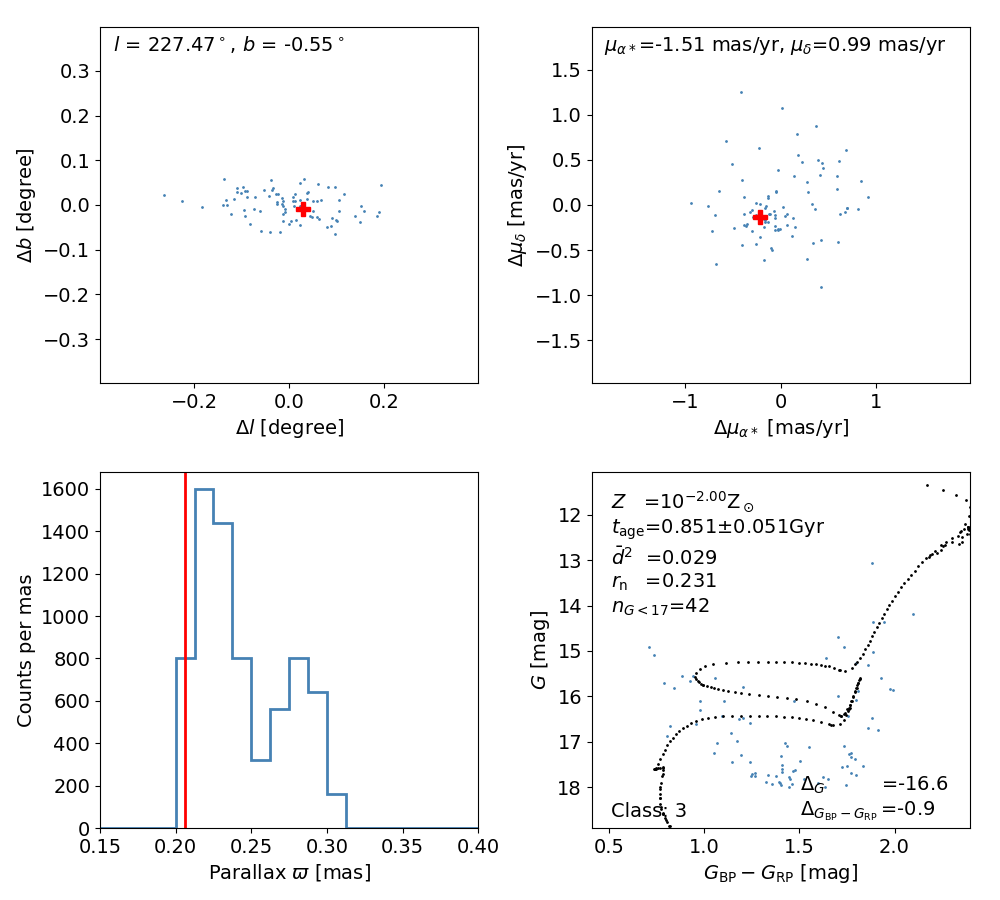 l = 227.47°, b = -0.55°
0.3
0.2
0.1
0.0
−0.1
−0.2
−0.3
Δb [degree]
−0.2 0.0 0.2
Δl [degree]
μα∗=-1.51 mas/yr, μδ=0.99 mas/yr
1.5
1.0
0.5
0.0
−0.5
−1.0
−1.5
Δμδ [mas/yr]
−1 0 1
Δμα∗ [mas/yr]
1600
1400
1200
1000
800
600
400
200
0
Counts per mas
0.15 0.20 0.25 0.30 0.35 0.40
Parallax ϖ [mas]
Z =10^−2.00 Z⊙
t_age=0.851±0.051Gyr
d̄² =0.029
r_n =0.231
n_G<17=42
12
13
14
15
16
17
18
G [mag]
Δ_G =-16.6
Δ_GBP−GRP =-0.9
Class 3
0.5 1.0 1.5 2.0
G_BP − G_RP [mag]